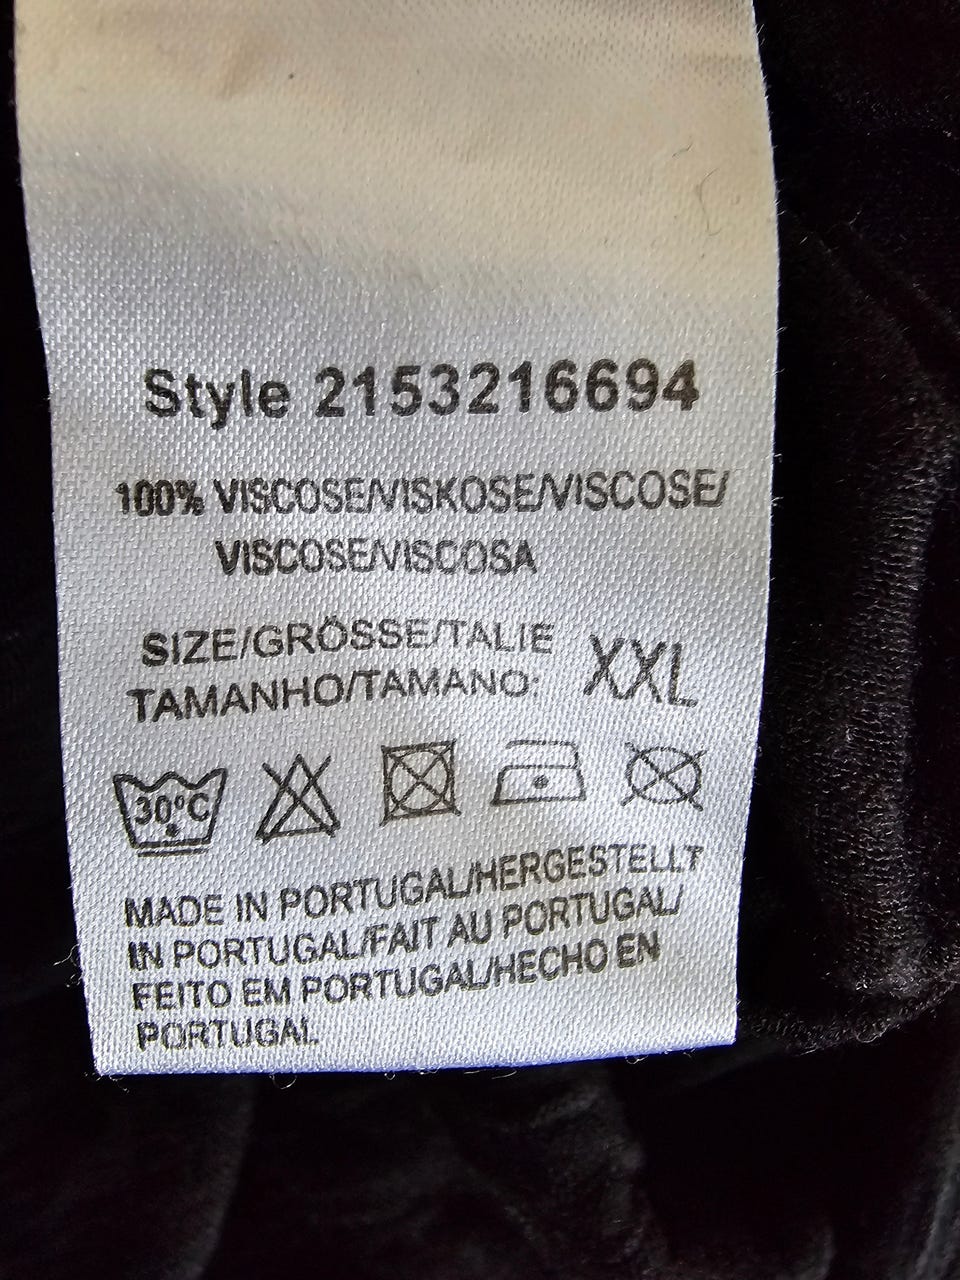 Style 2153216694
100% VISCOSE/VISKOSE/VISCOSE/
VISCOSE/VISCOSA
SIZE/GRÖSSE/TALIE
TAMANHO/TAMANO: XXL
30°C
MADE IN PORTUGAL/HERGESTELLT
IN PORTUGAL/FAIT AU PORTUGAL/
FEITO EM PORTUGAL/HECHO EN
PORTUGAL.